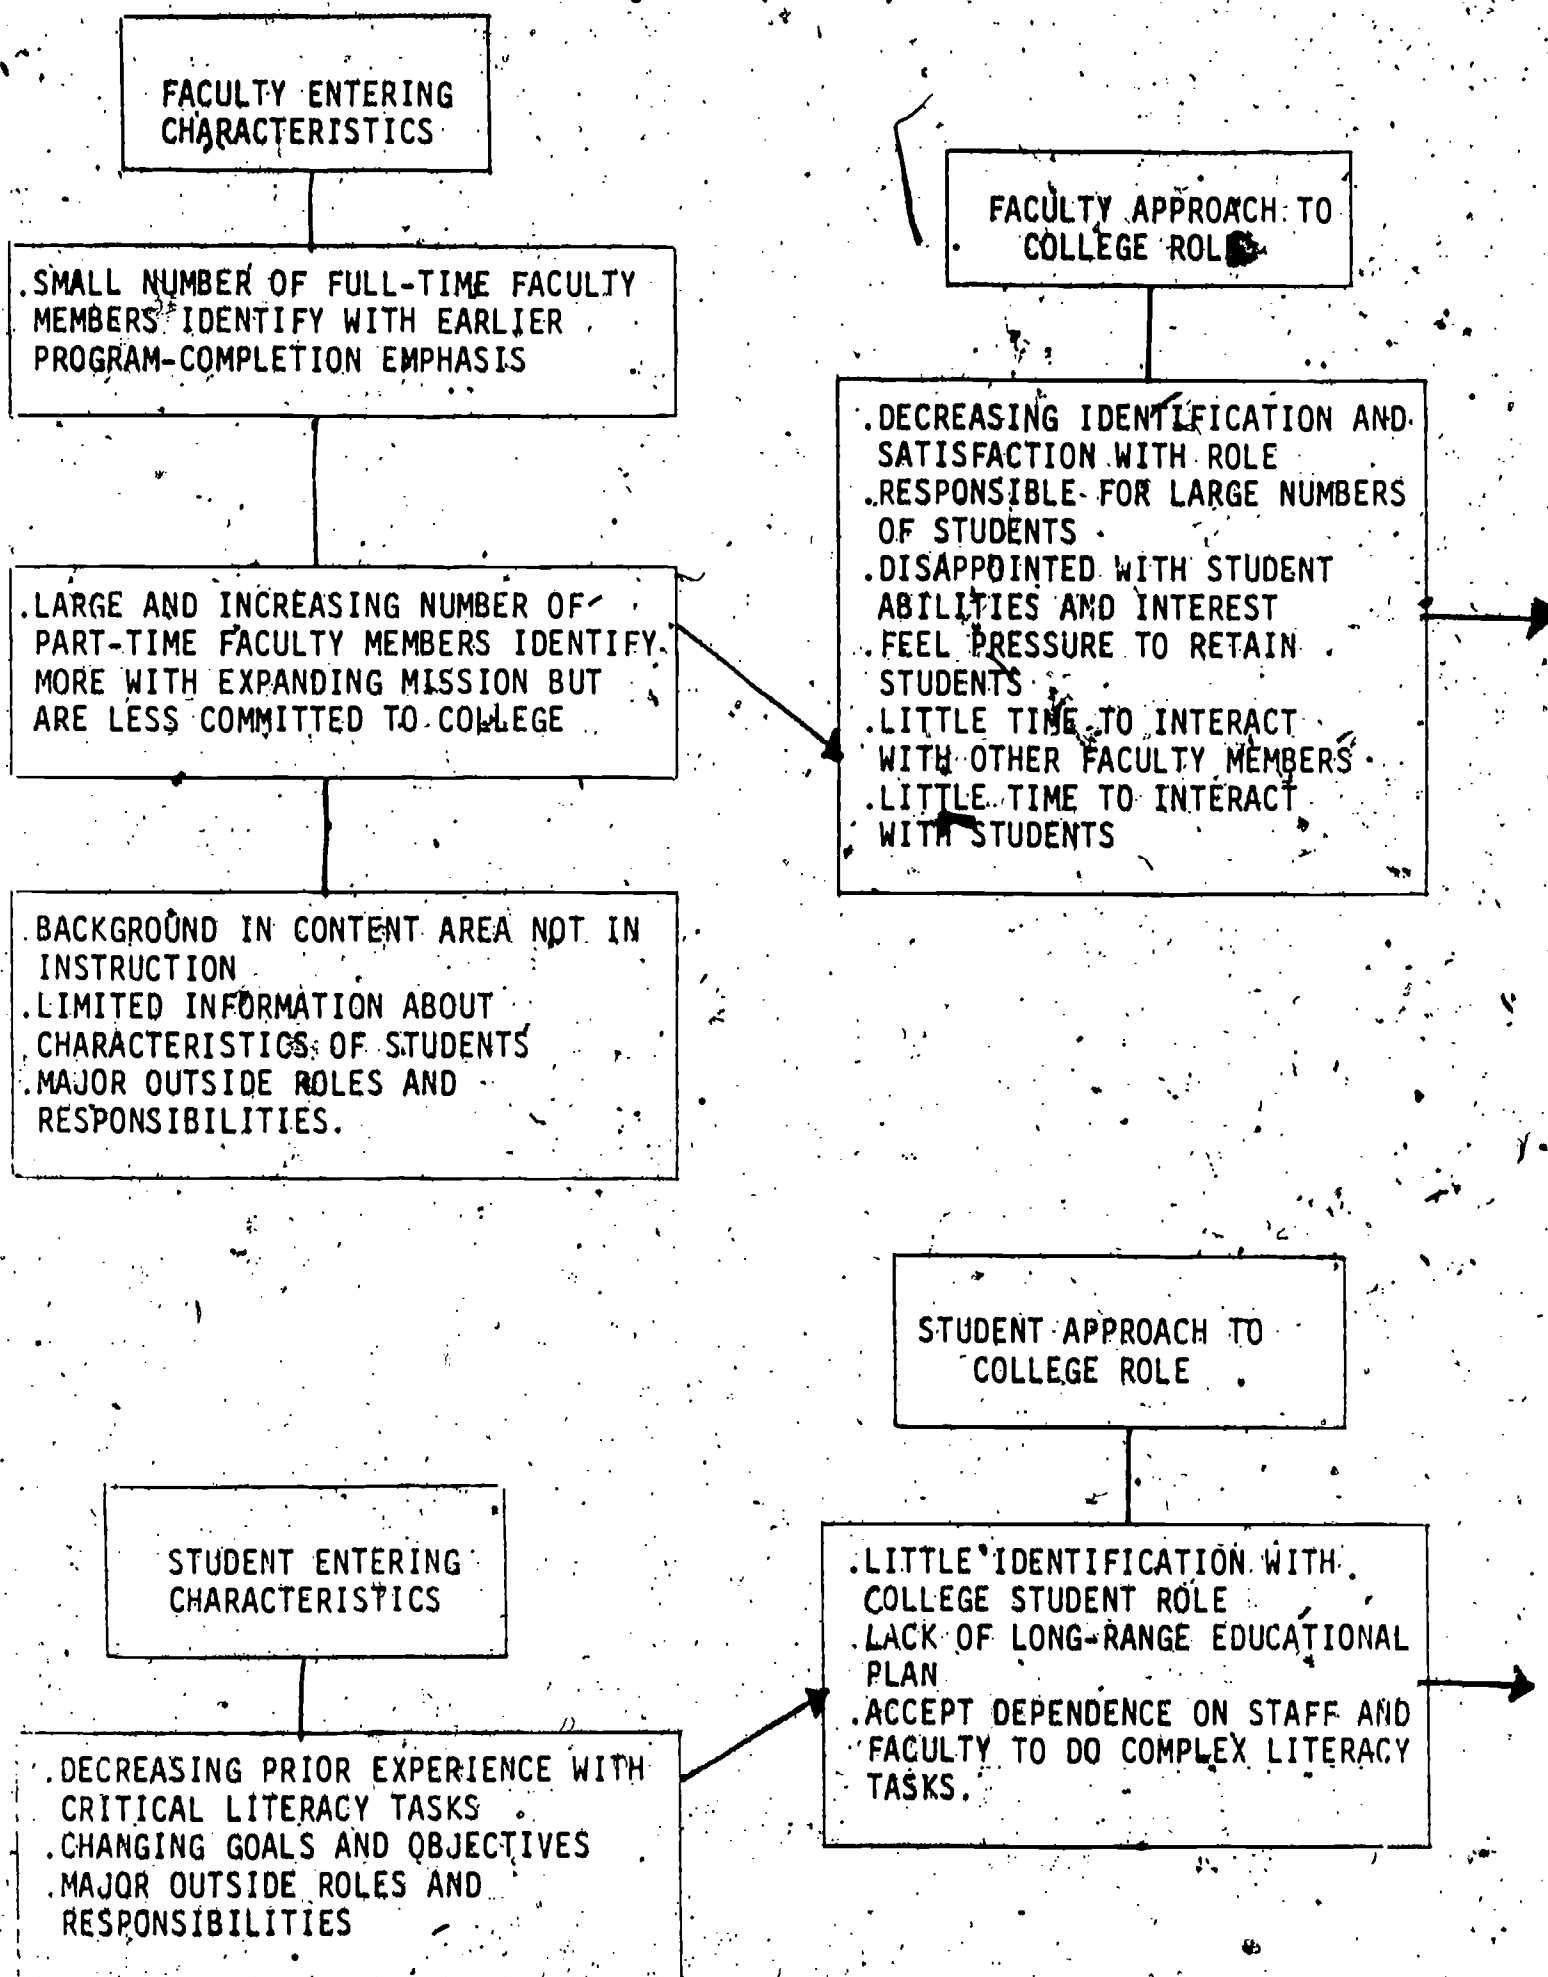 FACULTY ENTERING
CHARACTERISTICS
.SMALL NUMBER OF FULL-TIME FACULTY
MEMBERS IDENTIFY WITH EARLIER
PROGRAM-COMPLETION EMPHASIS
.LARGE AND INCREASING NUMBER OF
PART-TIME FACULTY MEMBERS IDENTIFY
MORE WITH EXPANDING MISSION BUT
ARE LESS COMMITTED TO COLLEGE
.BACKGROUND IN CONTENT AREA NOT IN
INSTRUCTION
.LIMITED INFORMATION ABOUT
CHARACTERISTICS OF STUDENTS
.MAJOR OUTSIDE ROLES AND
RESPONSIBILITIES.
FACULTY APPROACH TO
COLLEGE ROLE
.DECREASING IDENTIFICATION AND
SATISFACTION WITH ROLE
.RESPONSIBLE FOR LARGE NUMBERS
OF STUDENTS
.DISAPPOINTED WITH STUDENT
ABILITIES AND INTEREST
.FEEL PRESSURE TO RETAIN
STUDENTS
.LITTLE TIME TO INTERACT
WITH OTHER FACULTY MEMBERS
.LITTLE TIME TO INTERACT
WITH STUDENTS
STUDENT ENTERING
CHARACTERISTICS
.DECREASING PRIOR EXPERIENCE WITH
CRITICAL LITERACY TASKS
.CHANGING GOALS AND OBJECTIVES
.MAJOR OUTSIDE ROLES AND
RESPONSIBILITIES
STUDENT APPROACH TO
COLLEGE ROLE
.LITTLE IDENTIFICATION WITH
COLLEGE STUDENT ROLE
.LACK OF LONG-RANGE EDUCATIONAL
PLAN
.ACCEPT DEPENDENCE ON STAFF AND
FACULTY TO DO COMPLEX LITERACY
TASKS.